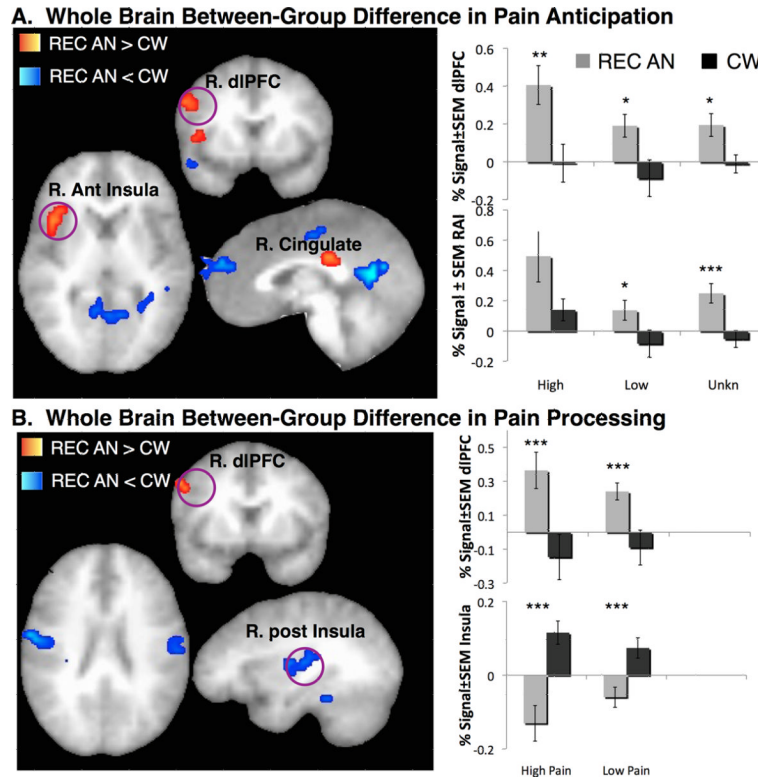 A. Whole Brain Between-Group Difference in Pain Anticipation
REC AN > CW
REC AN < CW
R. dlPFC
R. Ant Insula
R. Cingulate
% Signal±SEM dlPFC
0.6
0.4
0.2
0
-0.2
**
*
*
REC AN
CW
% Signal ± SEM RAI
0.8
0.6
0.4
0.2
0
-0.2
*
***
High
Low
Unkn
B. Whole Brain Between-Group Difference in Pain Processing
REC AN > CW
REC AN < CW
R. dlPFC
R. post Insula
% Signal±SEM dlPFC
0.5
0.3
0.1
-0.1
-0.3
***
***
% Signal±SEM Insula
0.2
0.1
0
0.2
***
***
High Pain
Low Pain